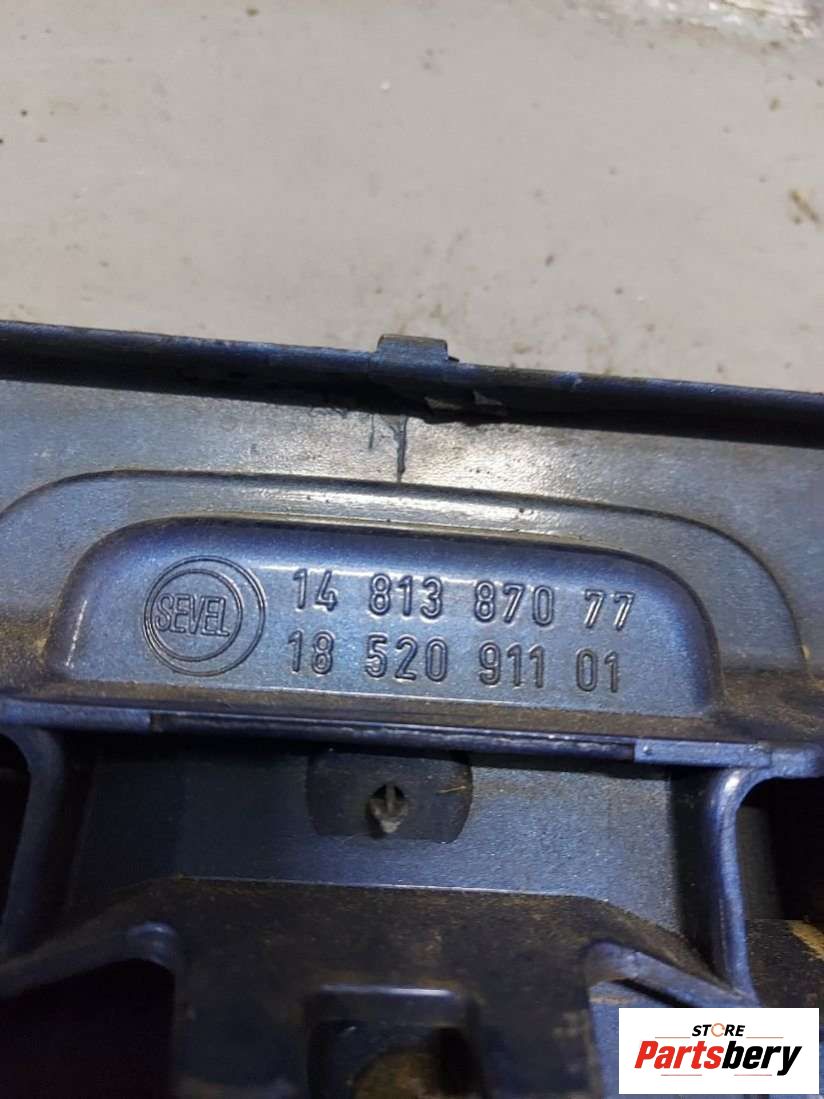 SEVEL
14 813 870 77
18 520 911 01
STORE
Partsbery